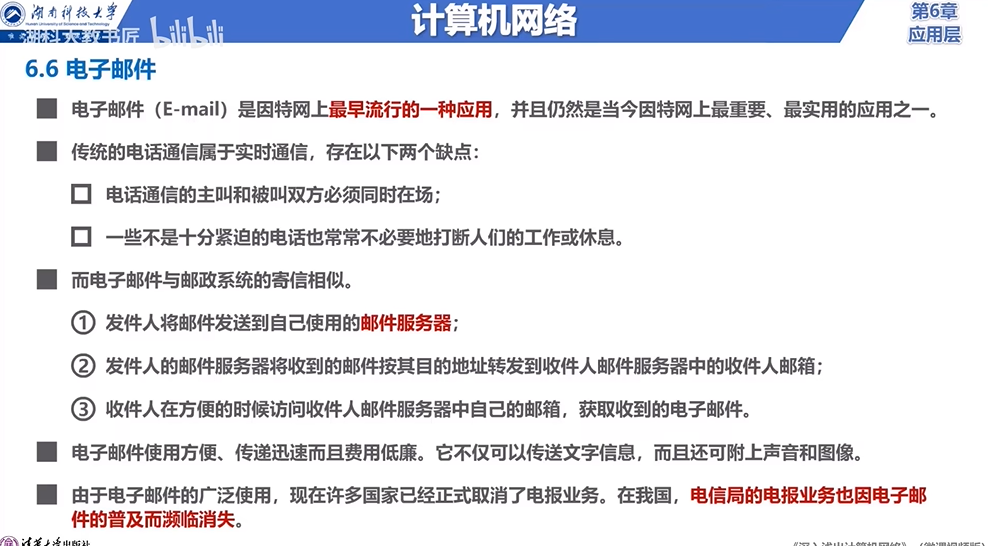 湖南科技大学
Hunan University of Science and Technology
湖科大教书匠 bilibili
计算机网络
第6章
应用层
6.6 电子邮件
电子邮件（E-mail）是因特网上最早流行的一种应用，并且仍然是当今因特网上最重要、最实用的应用之一。
传统的电话通信属于实时通信，存在以下两个缺点：
电话通信的主叫和被叫双方必须同时在场；
一些不是十分紧迫的电话也常常不必要地打断人们的工作或休息。
而电子邮件与邮政系统的寄信相似。
① 发件人将邮件发送到自己使用的邮件服务器；
② 发件人的邮件服务器将收到的邮件按其目的地址转发到收件人邮件服务器中的收件人邮箱；
③ 收件人在方便的时候访问收件人邮件服务器中自己的邮箱，获取收到的电子邮件。
电子邮件使用方便、传递迅速而且费用低廉。它不仅可以传送文字信息，而且还可附上声音和图像。
由于电子邮件的广泛使用，现在许多国家已经正式取消了电报业务。在我国，电信局的电报业务也因电子邮
件的普及而濒临消失。
清华大学出版社
《深入浅出计算机网络》（微课视频版）